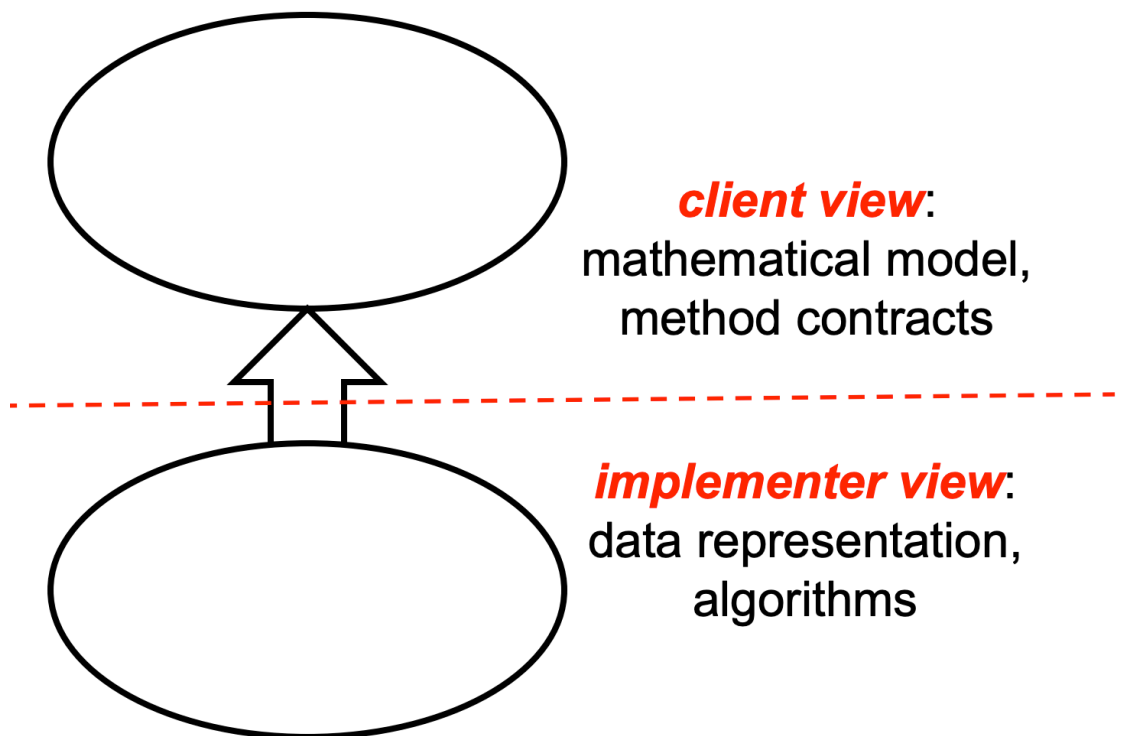 client view:
mathematical model,
method contracts
implementer view:
data representation,
algorithms